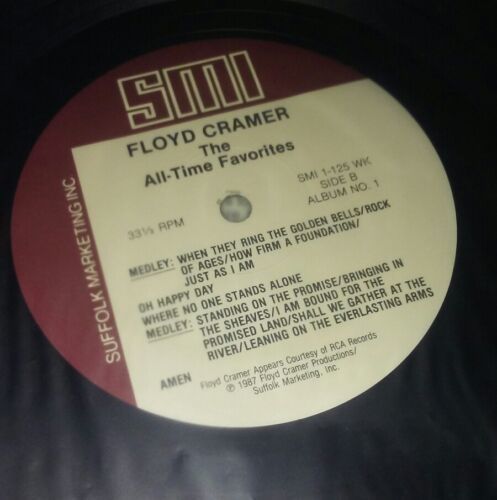 SMI
FLOYD CRAMER
The
All-Time Favorites
SUFFOLK MARKETING INC
33⅓ RPM
SMI 1-125 WK
SIDE B
ALBUM NO. 1
MEDLEY: WHEN THEY RING THE GOLDEN BELLS/ROCK
OF AGES/HOW FIRM A FOUNDATION/
JUST AS I AM
OH HAPPY DAY
WHERE NO ONE STANDS ALONE
MEDLEY: STANDING ON THE PROMISE/BRINGING IN
THE SHEAVES/I AM BOUND FOR THE
PROMISED LAND/SHALL WE GATHER AT THE
RIVER/LEANING ON THE EVERLASTING ARMS
AMEN
Floyd Cramer Appears Courtesy of RCA Records
℗ 1987 Floyd Cramer Productions/
Suffolk Marketing, Inc.